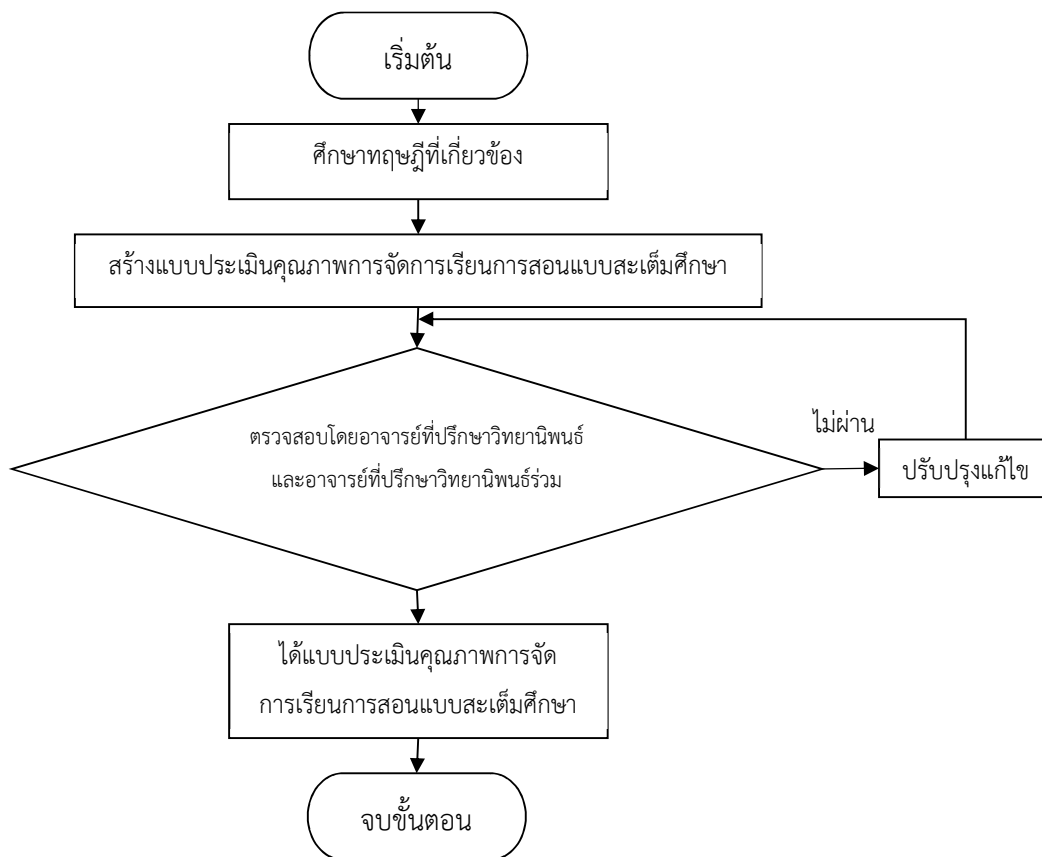 เริ่มต้น
ศึกษาทฤษฎีที่เกี่ยวข้อง
สร้างแบบประเมินคุณภาพการจัดการเรียนการสอนแบบสะเต็มศึกษา
ตรวจสอบโดยอาจารย์ที่ปรึกษาวิทยานิพนธ์
และอาจารย์ที่ปรึกษาวิทยานิพนธ์ร่วม
ไม่ผ่าน
ปรับปรุงแก้ไข
ได้แบบประเมินคุณภาพการจัด
การเรียนการสอนแบบสะเต็มศึกษา
จบขั้นตอน